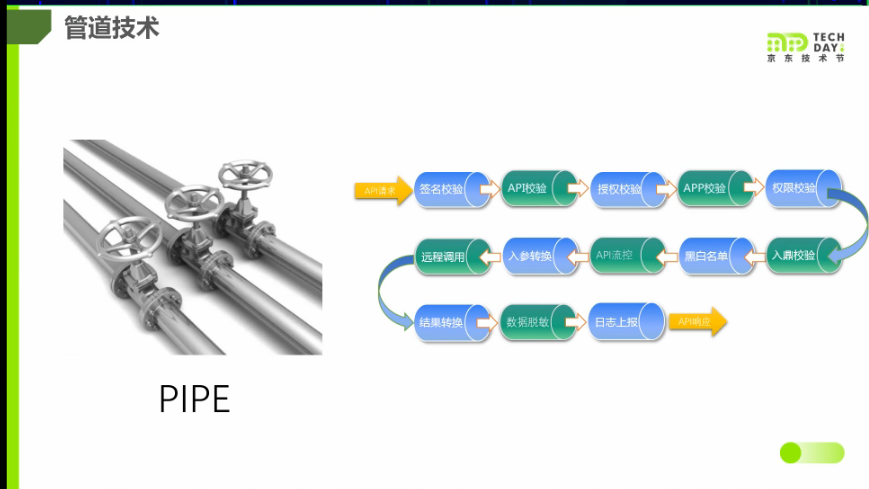 管道技术
TECH
DAY
京东技术节
API请求
签名校验
API校验
授权校验
APP校验
权限校验
入鼎校验
黑白名单
API流控
入参转换
远程调用
结果转换
数据脱敏
日志上报
API响应
PIPE